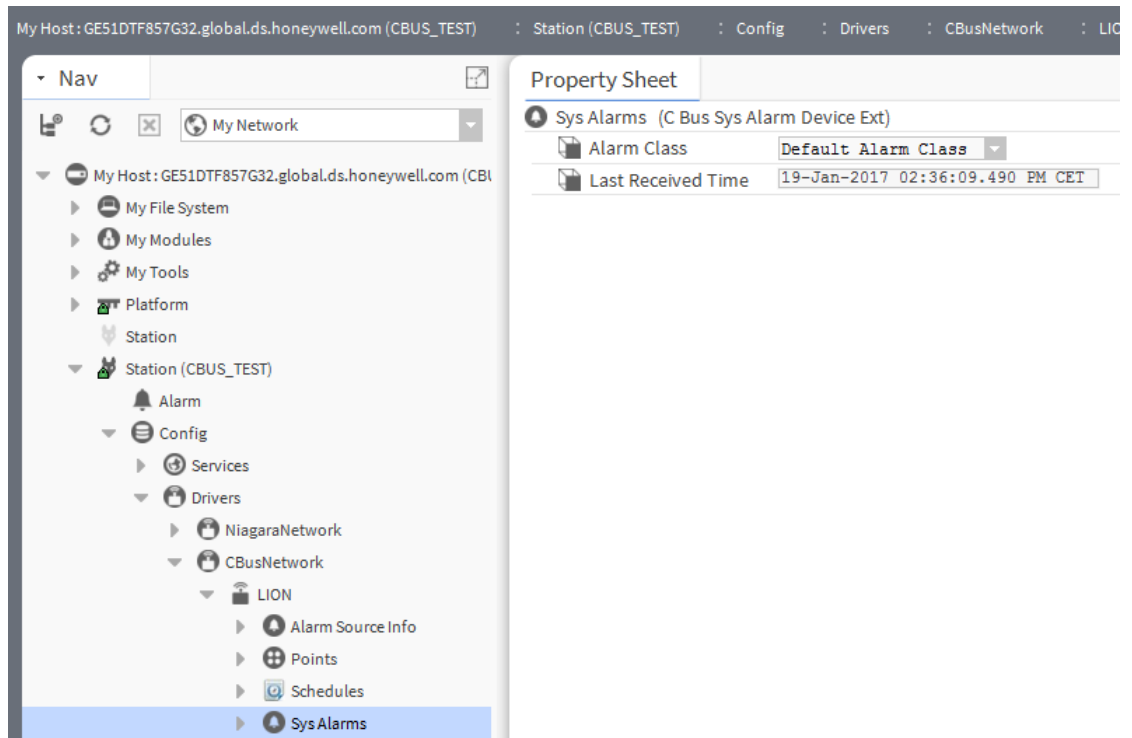 My Host : GE51DTF857G32.global.ds.honeywell.com (CBUS_TEST) : Station (CBUS_TEST) : Config : Drivers : CBusNetwork : LIO
Nav
My Network
My Host : GE51DTF857G32.global.ds.honeywell.com (CBU
My File System
My Modules
My Tools
Platform
Station
Station (CBUS_TEST)
Alarm
Config
Services
Drivers
NiagaraNetwork
CBusNetwork
LION
Alarm Source Info
Points
Schedules
Sys Alarms
Property Sheet
Sys Alarms (C Bus Sys Alarm Device Ext)
Alarm Class Default Alarm Class
Last Received Time 19-Jan-2017 02:36:09.490 PM CET